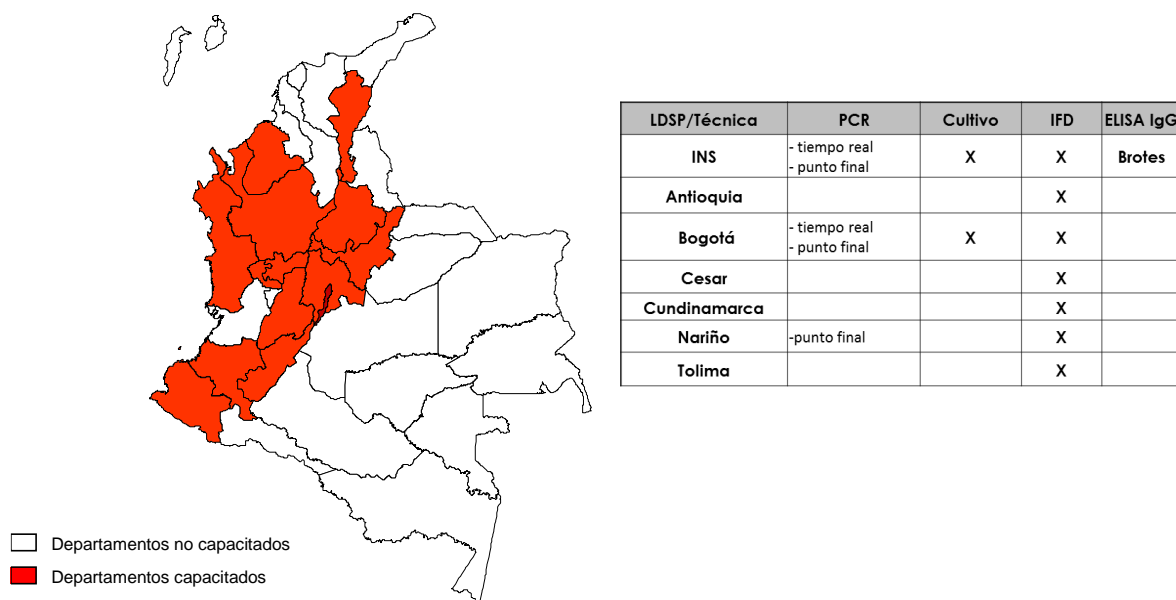 LDSP/Técnica PCR Cultivo IFD ELISA IgG
INS - tiempo real X X Brotes
- punto final
Antioquia X
Bogotá - tiempo real X X
- punto final
Cesar X
Cundinamarca X
Nariño -punto final X
Tolima X
Departamentos no capacitados
Departamentos capacitados